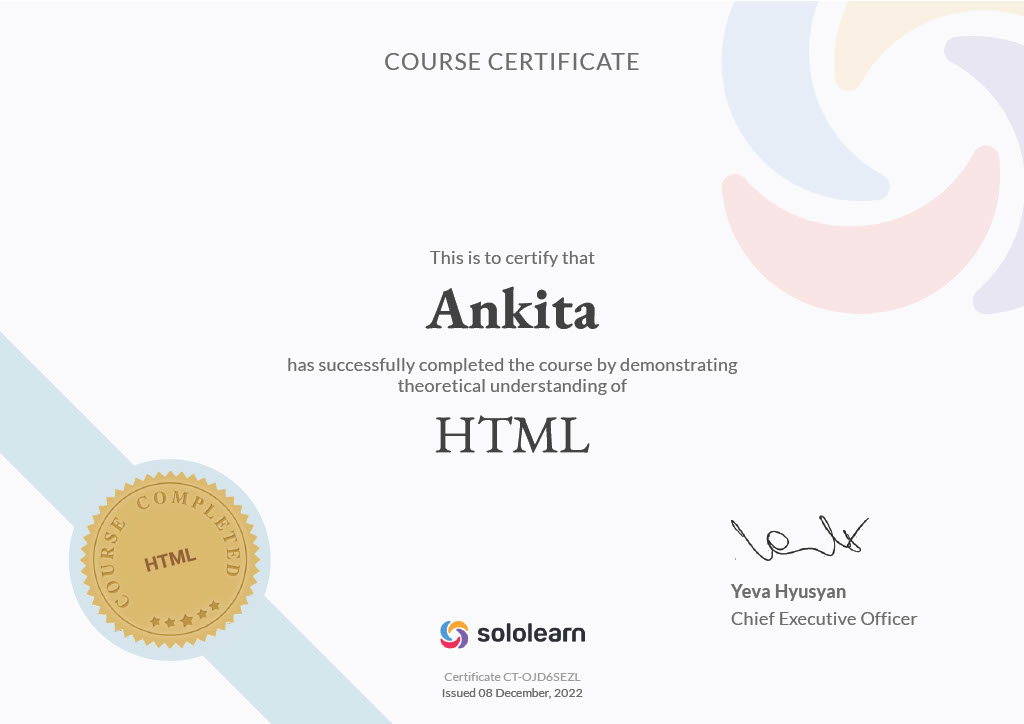 COURSE CERTIFICATE
This is to certify that
Ankita
has successfully completed the course by demonstrating
theoretical understanding of
HTML
COURSE COMPLETED
HTML
Yeva Hyusyan
Chief Executive Officer
sololearn
Certificate CT-OJD6SEZL
Issued 08 December, 2022